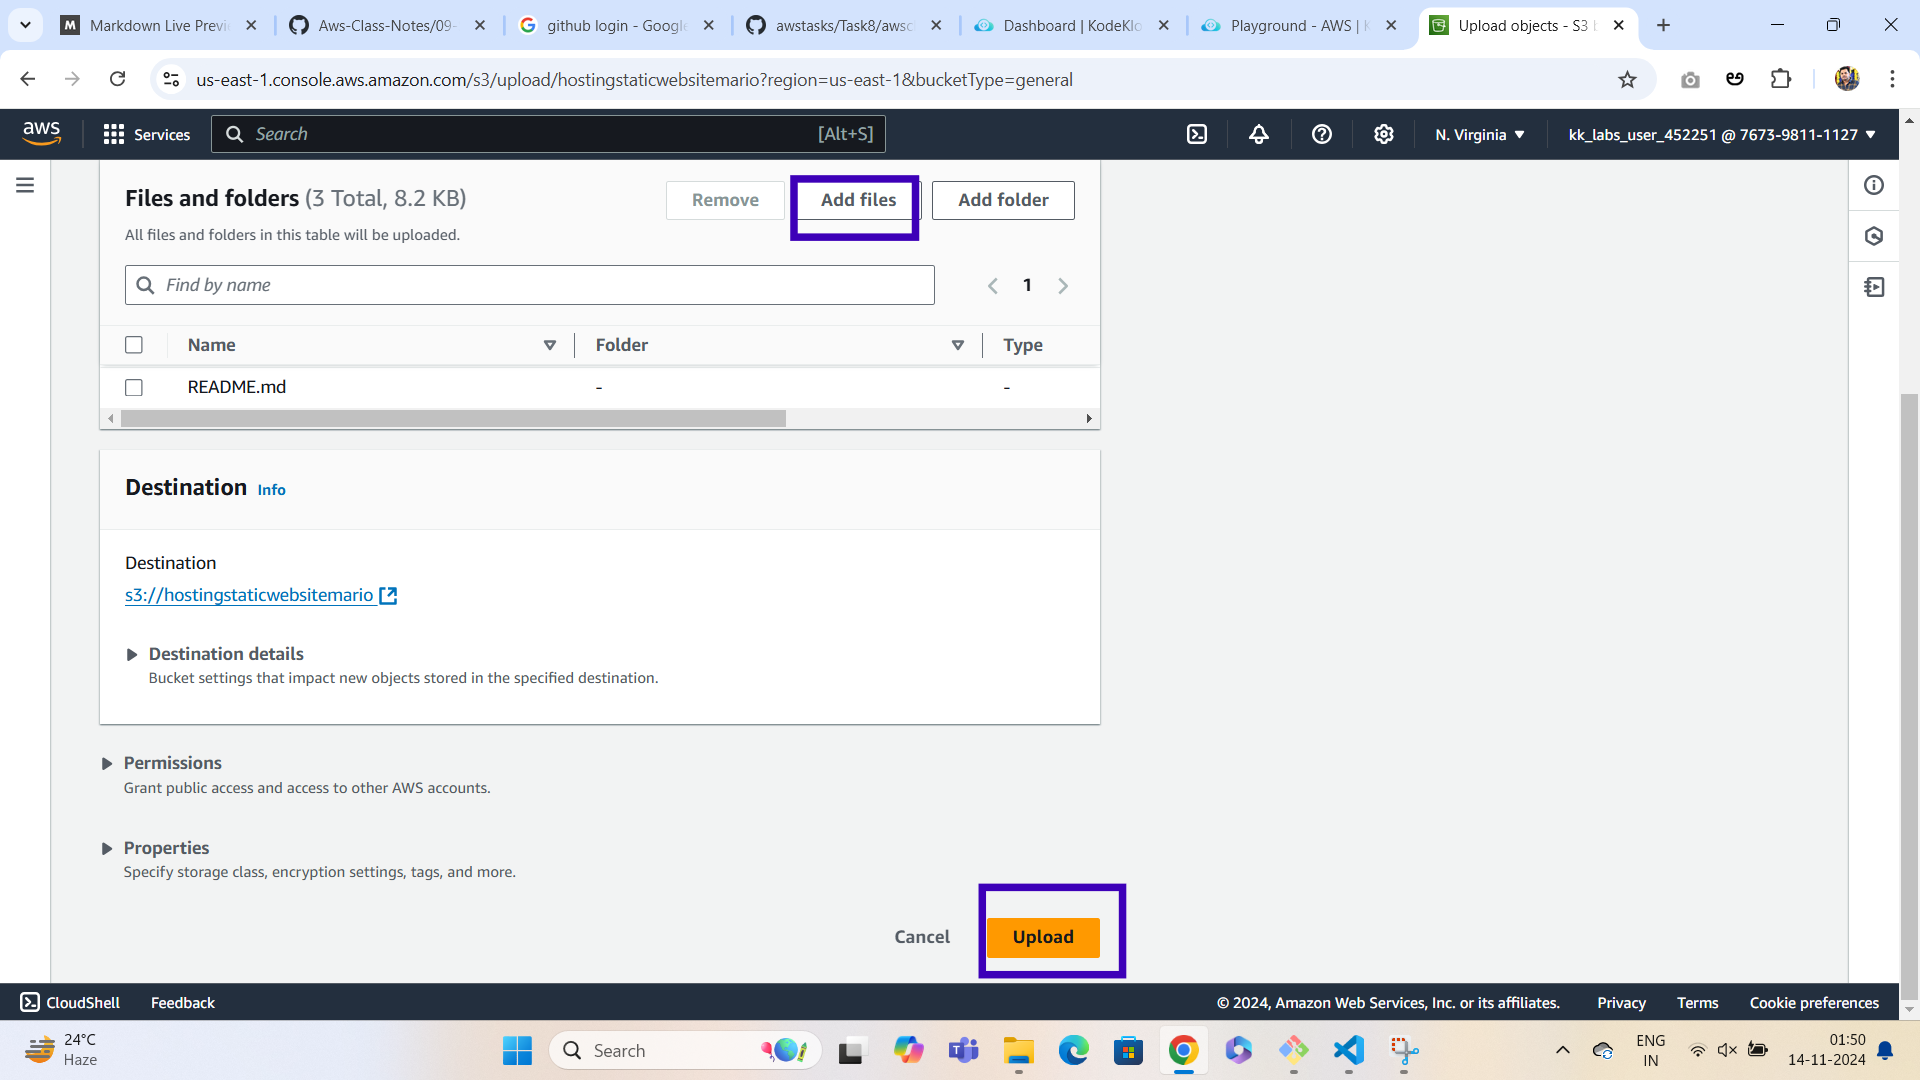 Markdown Live Previ
Aws-Class-Notes/09-
github login - Google
awstasks/Task8/awsc
Dashboard | KodeKlo
Playground - AWS | K
Upload objects - S3 b
us-east-1.console.aws.amazon.com/s3/upload/hostingstaticwebsitemario?region=us-east-1&bucketType=general
aws
Services
Search
[Alt+S]
N. Virginia
kk_labs_user_452251 @ 7673-9811-1127
Files and folders (3 Total, 8.2 KB)
Remove
Add files
Add folder
All files and folders in this table will be uploaded.
Find by name
1
Name
Folder
Type
README.md
-
-
Destination Info
Destination
s3://hostingstaticwebsitemario
Destination details
Bucket settings that impact new objects stored in the specified destination.
Permissions
Grant public access and access to other AWS accounts.
Properties
Specify storage class, encryption settings, tags, and more.
Cancel
Upload
CloudShell
Feedback
© 2024, Amazon Web Services, Inc. or its affiliates.
Privacy
Terms
Cookie preferences
24°C
Haze
Search
ENG
IN
01:50
14-11-2024